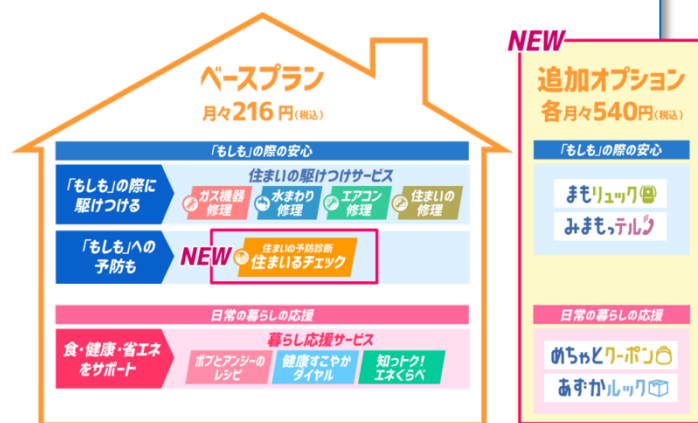 ベースプラン
月々216円(税込)
「もしも」の際の安心
「もしも」の際に
駆けつける
住まいの駆けつけサービス
ガス機器
修理
水まわり
修理
エアコン
修理
住まいの
修理
「もしも」への
予防も
NEW
住まいの予防診断
住まいるチェック
日常の暮らしの応援
食・健康・省エネ
をサポート
暮らし応援サービス
ボブとアンジーの
レシピ
健康すこやか
ダイヤル
知っトク!
エネくらべ
NEW
追加オプション
各月々540円(税込)
「もしも」の際の安心
まもリュック
みまもっテル
日常の暮らしの応援
めちゃとクーポン
あずかルック